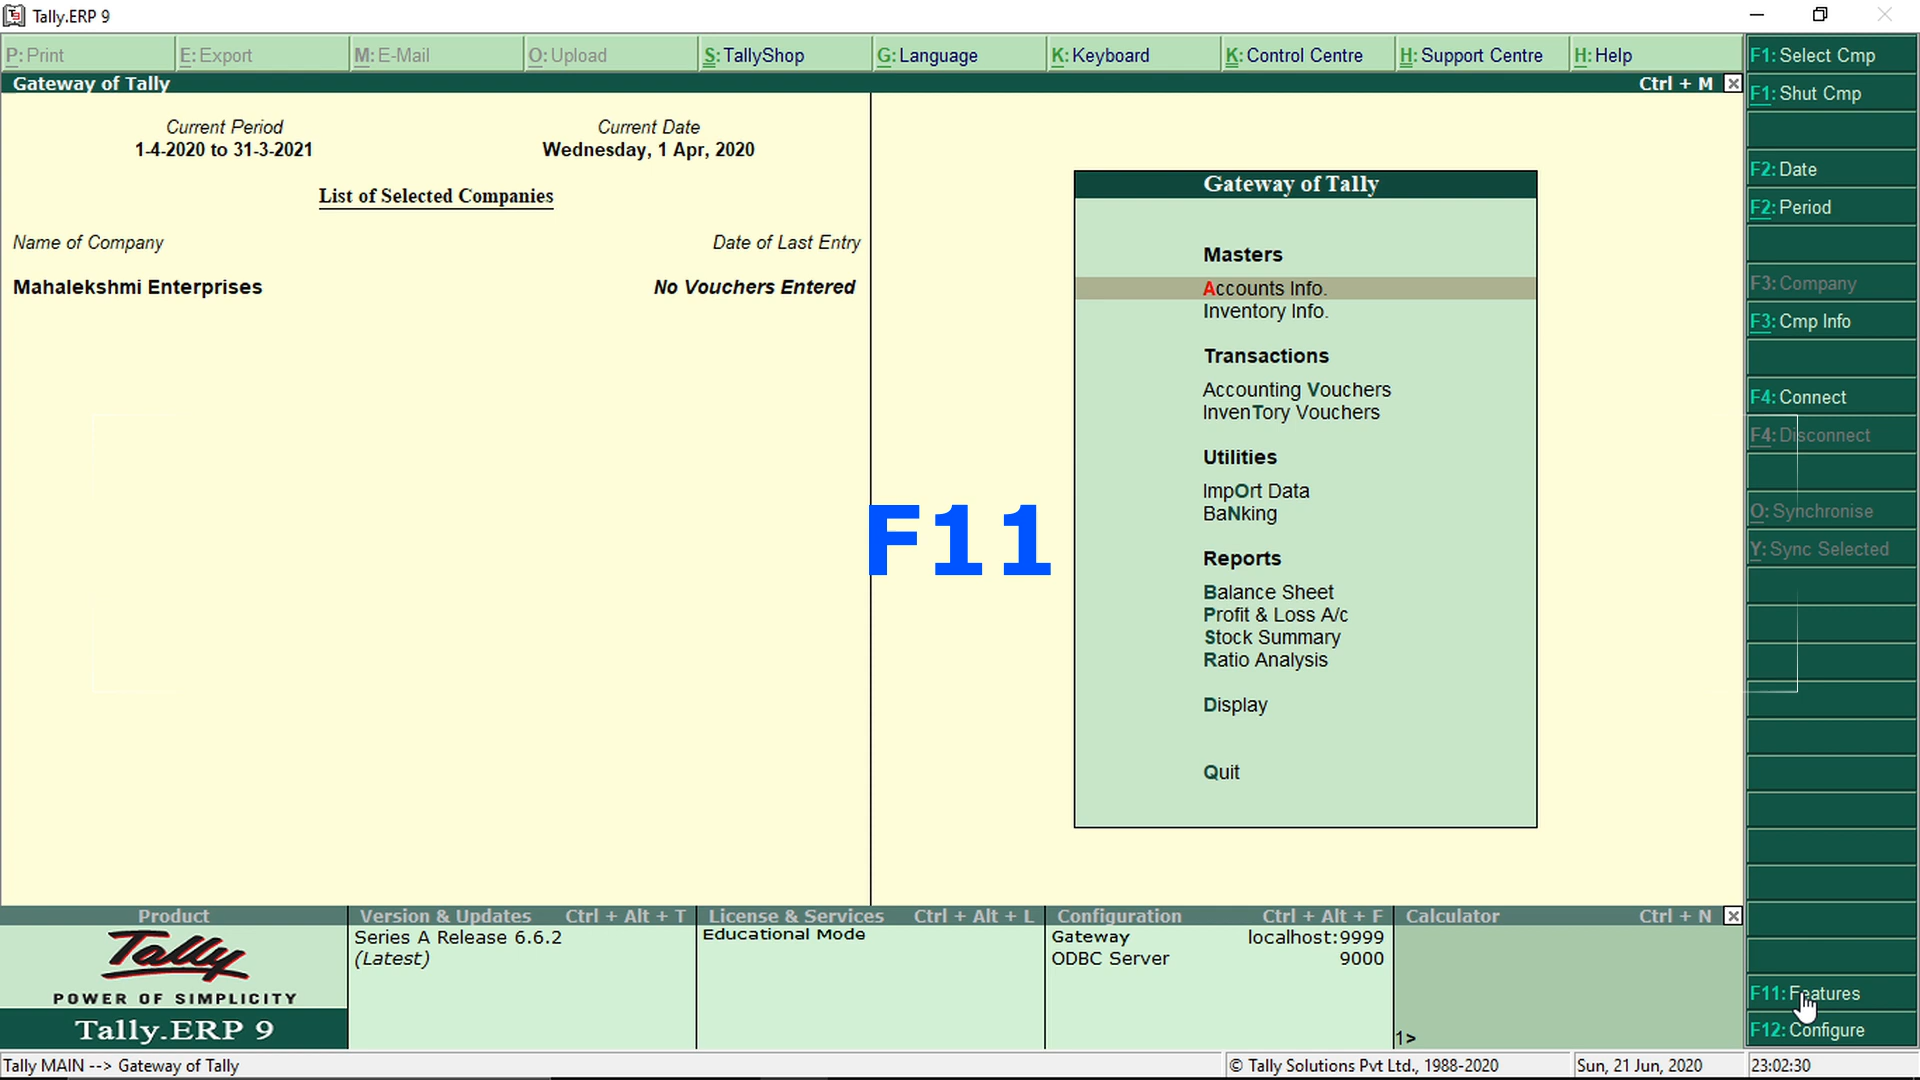 Tally.ERP 9
P: Print
E: Export
M: E-Mail
O: Upload
S: TallyShop
G: Language
K: Keyboard
K: Control Centre
H: Support Centre
H: Help
Gateway of Tally
Ctrl + M
Current Period
1-4-2020 to 31-3-2021
Current Date
Wednesday, 1 Apr, 2020
List of Selected Companies
Name of Company
Date of Last Entry
Mahalekshmi Enterprises
No Vouchers Entered
F11
Gateway of Tally
Masters
Accounts Info.
Inventory Info.
Transactions
Accounting Vouchers
InvenTory Vouchers
Utilities
ImpOrt Data
BaNking
Reports
Balance Sheet
Profit & Loss A/c
Stock Summary
Ratio Analysis
Display
Quit
F1: Select Cmp
F1: Shut Cmp
F2: Date
F2: Period
F3: Company
F3: Cmp Info
F4: Connect
F4: Disconnect
O: Synchronise
Y: Sync Selected
F11: Features
F12: Configure
Product
Tally
POWER OF SIMPLICITY
Tally.ERP 9
Version & Updates Ctrl + Alt + T
Series A Release 6.6.2
(Latest)
License & Services Ctrl + Alt + L
Educational Mode
Configuration Ctrl + Alt + F
Gateway localhost:9999
ODBC Server 9000
Calculator Ctrl + N
1>
Tally MAIN --> Gateway of Tally
© Tally Solutions Pvt Ltd., 1988-2020
Sun, 21 Jun, 2020
23:02:30